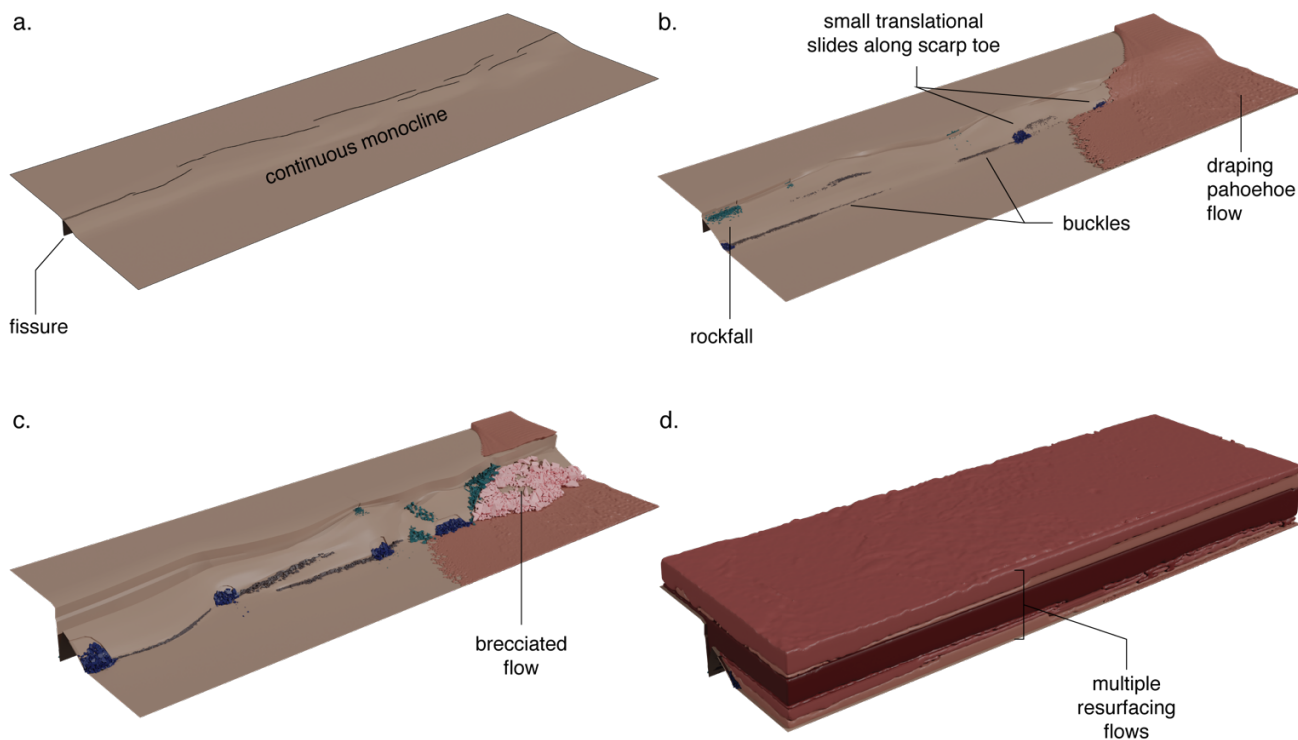 a.
continuous monocline
fissure
b.
small translational
slides along scarp toe
draping
pahoehoe
flow
buckles
rockfall
c.
brecciated
flow
d.
multiple
resurfacing
flows